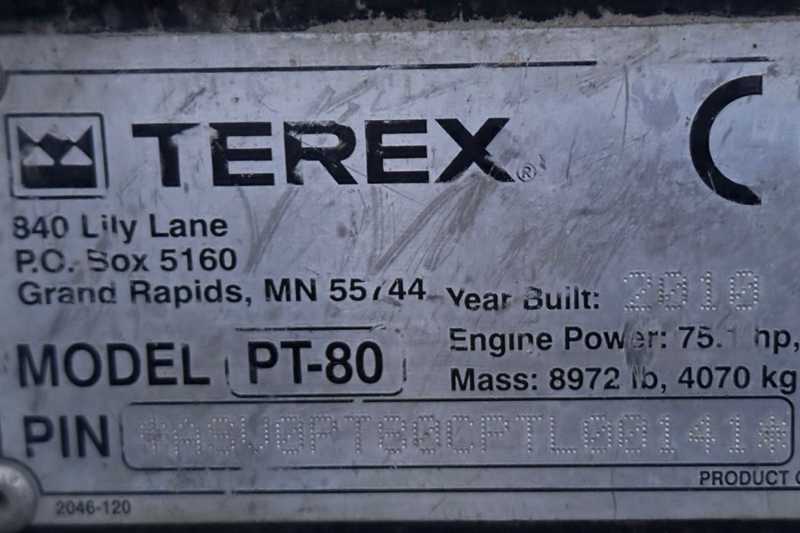 TEREX®
840 Lily Lane
P.O. Box 5160
Grand Rapids, MN 55744
Year Built: 2010
Engine Power: 75.1 hp,
MODEL PT-80
Mass: 8972 lb, 4070 kg
PIN *ASV0PT80CPTL00141*
PRODUCT
2046-120